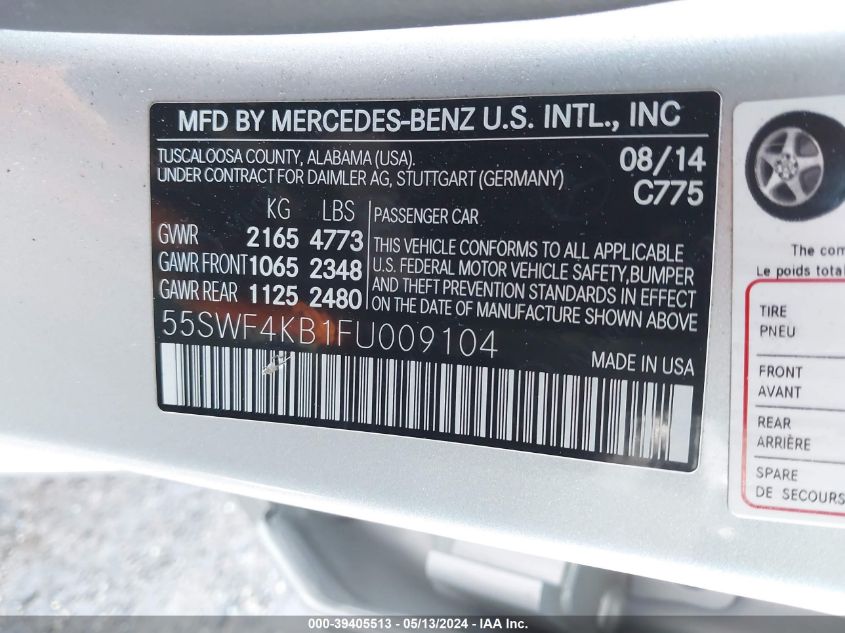 MFD BY MERCEDES-BENZ U.S. INTL., INC
TUSCALOOSA COUNTY, ALABAMA (USA).
UNDER CONTRACT FOR DAIMLER AG, STUTTGART (GERMANY)
08/14
C775
KG LBS
GVWR 2165 4773
GAWR FRONT 1065 2348
GAWR REAR 1125 2480
PASSENGER CAR
THIS VEHICLE CONFORMS TO ALL APPLICABLE
U.S. FEDERAL MOTOR VEHICLE SAFETY, BUMPER
AND THEFT PREVENTION STANDARDS IN EFFECT
ON THE DATE OF MANUFACTURE SHOWN ABOVE.
55SWF4KB1FU009104
MADE IN USA
The com
Le poids total
TIRE
PNEU
FRONT
AVANT
REAR
ARRIÈRE
SPARE
DE SECOURS
000-39405513 - 05/13/2024 - IAAI Inc.